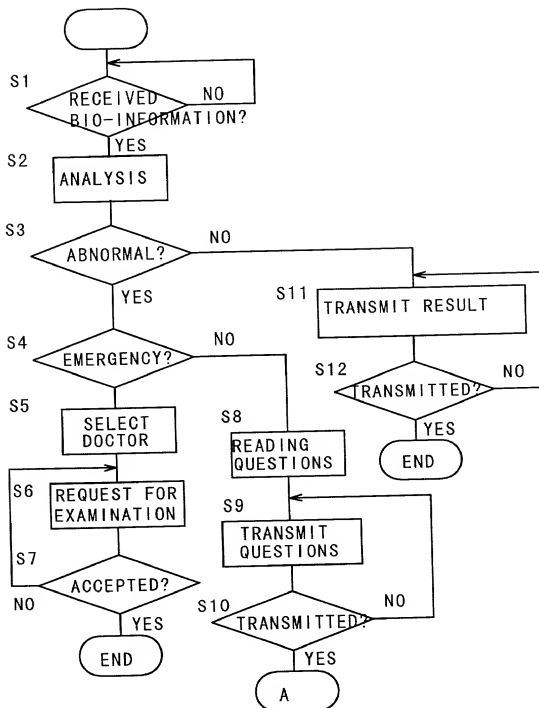 S1
RECEIVED
BIO-INFORMATION?
NO
YES
S2
ANALYSIS
S3
ABNORMAL?
NO
YES
S4
EMERGENCY?
NO
S5
SELECT
DOCTOR
S6
REQUEST FOR
EXAMINATION
S7
ACCEPTED?
NO
YES
END
S8
READING
QUESTIONS
S9
TRANSMIT
QUESTIONS
S10
TRANSMITTED?
NO
YES
A
S11
TRANSMIT RESULT
S12
TRANSMITTED?
NO
YES
END